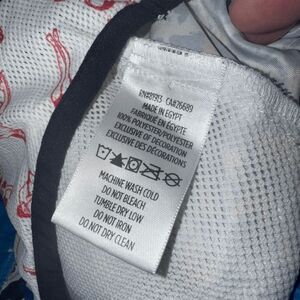 CA#26689
MADE IN EGYPT
FABRIQUÉ EN ÉGYPTE
100% POLYESTER/POLYESTER
EXCLUSIVE OF DECORATION
EXCLUSIVE DES DÉCORATIONS
MACHINE WASH COLD
DO NOT BLEACH
TUMBLE DRY LOW
DO NOT IRON
DO NOT DRY CLEAN